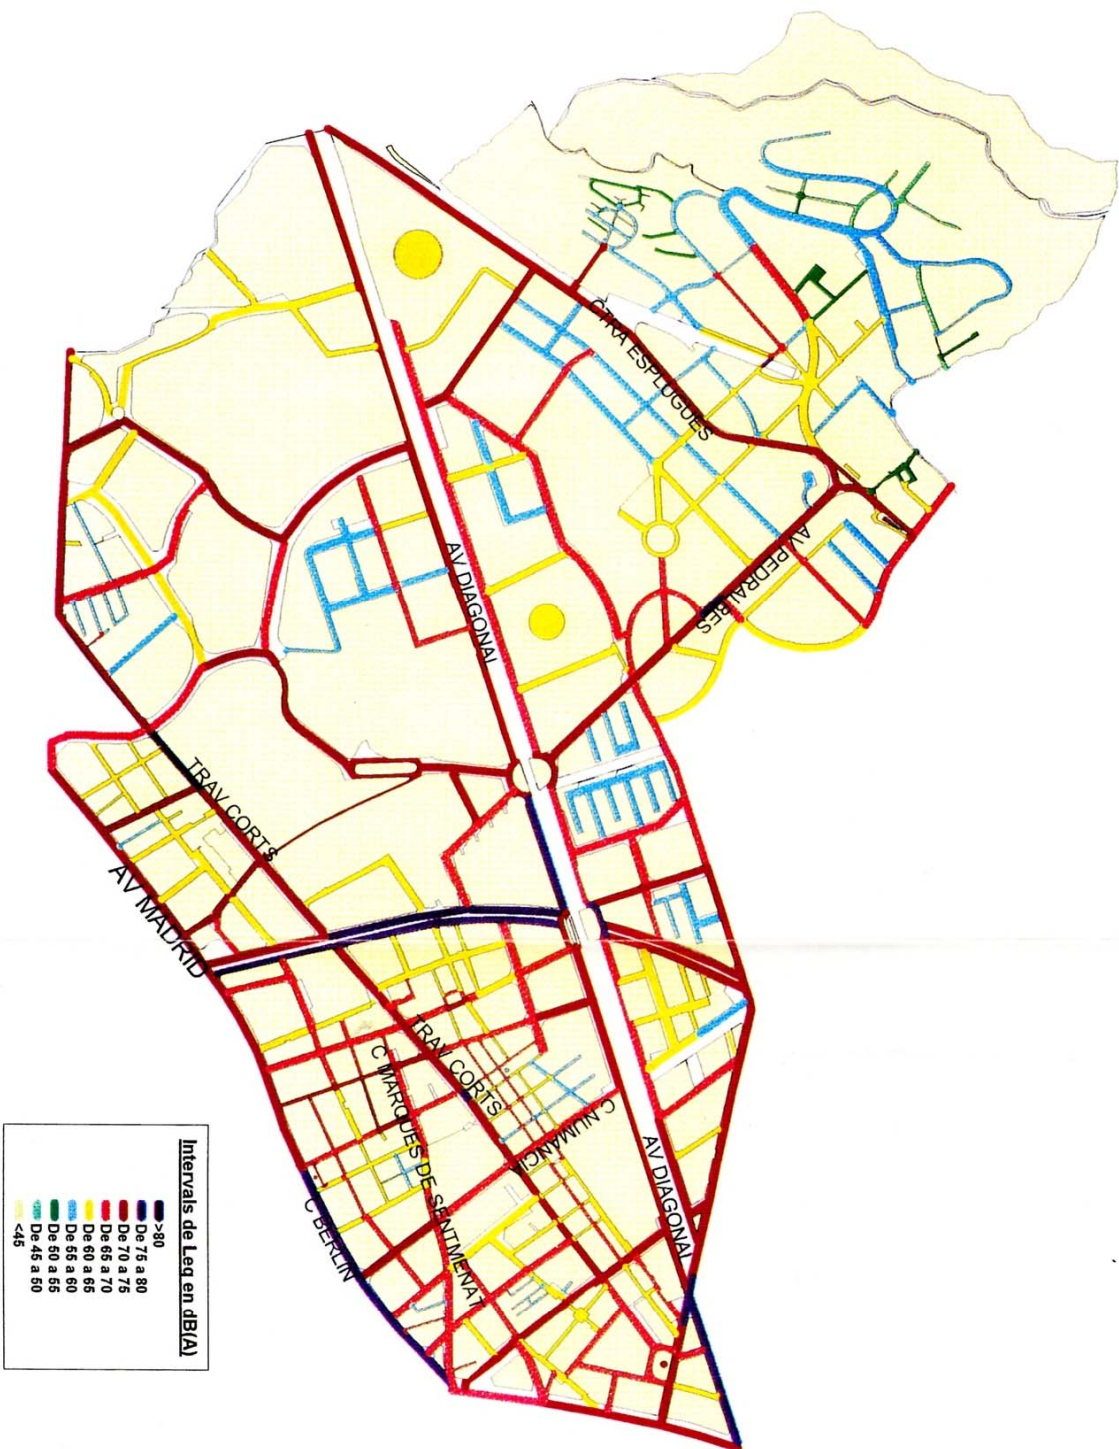 CTRA ESPLUGUES
AV PEDRALBES
AV DIAGONAL
TRAV CORTS
AV MADRID
TRAV CORTS
C NUMANCIA
C MARQUES DE SENTMENAT
AV DIAGONAL
C BERLIN
Intervals de Leq en dB(A)
>80
De 75 a 80
De 70 a 75
De 65 a 70
De 60 a 65
De 55 a 60
De 50 a 55
De 45 a 50
<45